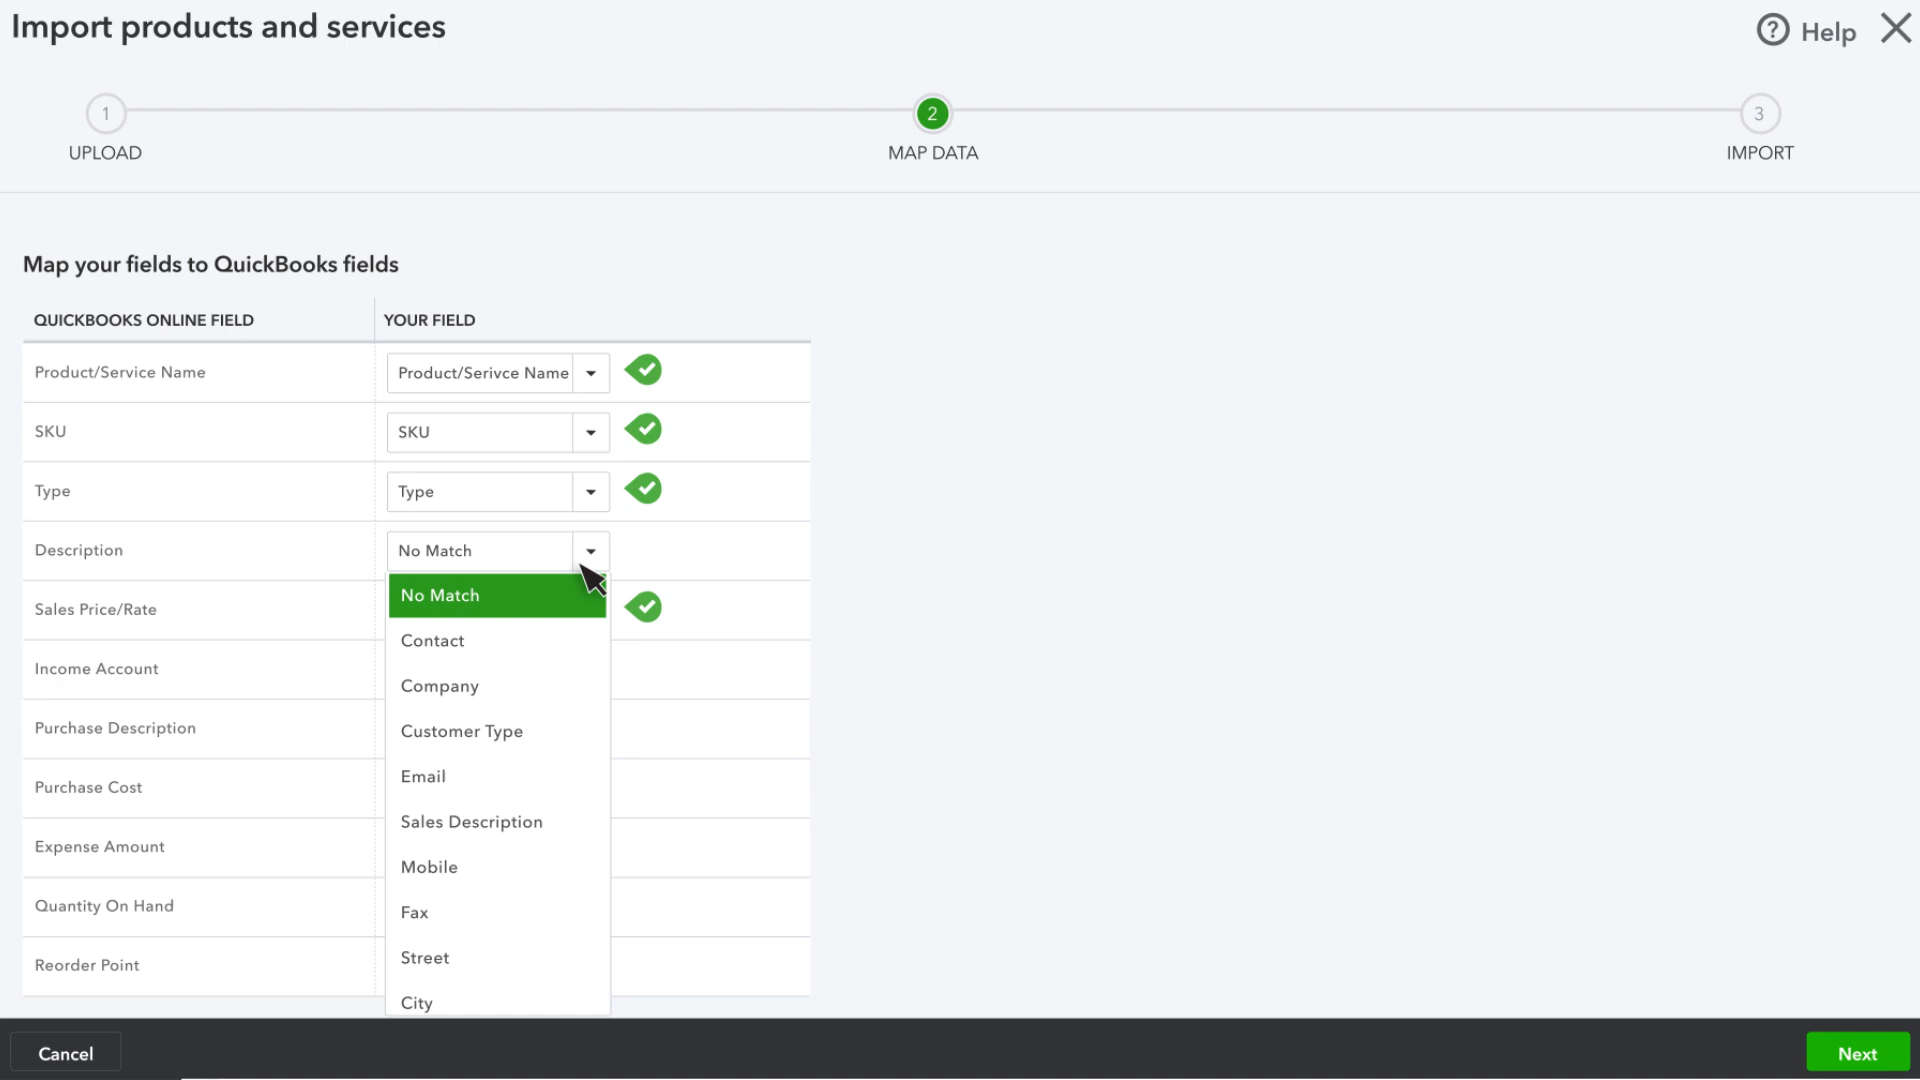 Import products and services
? Help
1
2
3
UPLOAD
MAP DATA
IMPORT
Map your fields to QuickBooks fields
QUICKBOOKS ONLINE FIELD
YOUR FIELD
Product/Service Name
Product/Serivce Name
SKU
SKU
Type
Type
Description
No Match
No Match
Sales Price/Rate
Contact
Income Account
Company
Purchase Description
Customer Type
Email
Purchase Cost
Sales Description
Expense Amount
Mobile
Quantity On Hand
Fax
Street
Reorder Point
City
Cancel
Next